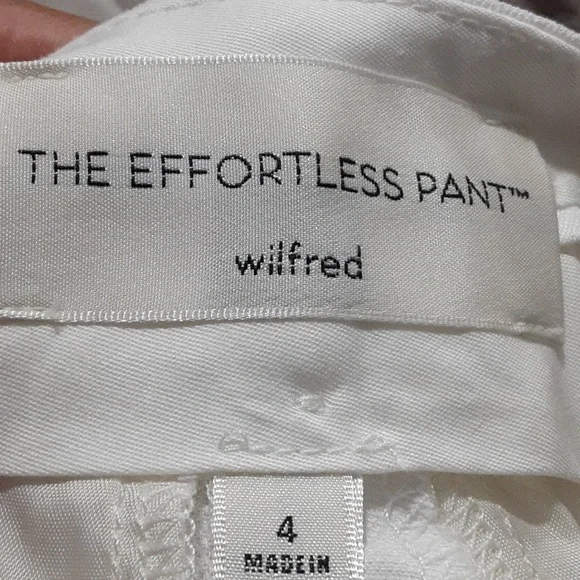 THE EFFORTLESS PANT™
wilfred
4
MADE IN